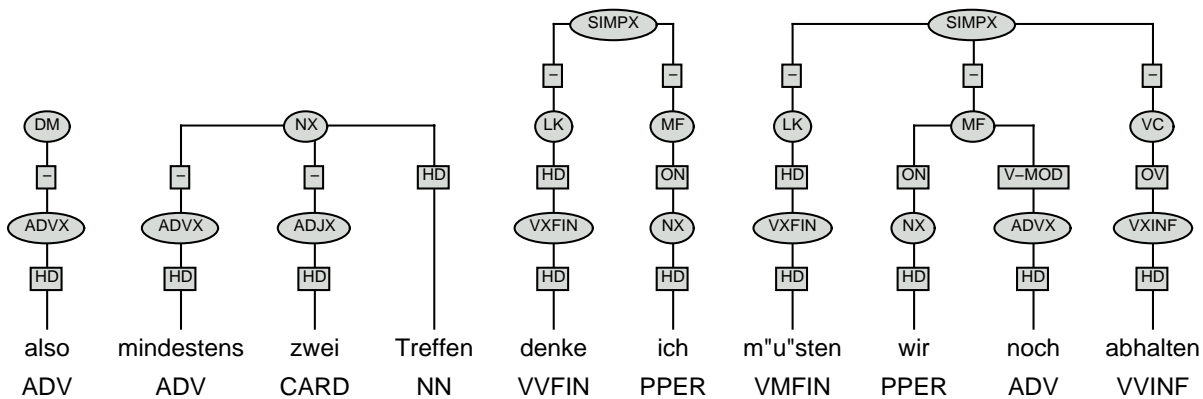 SIMPX SIMPX
– – – – –
DM NX LK MF LK MF VC
– – – HD HD ON HD ON V–MOD OV
ADVX ADVX ADJX VXFIN NX VXFIN NX ADVX VXINF
HD HD HD HD HD HD HD HD HD
also mindestens zwei Treffen denke ich m"u"sten wir noch abhalten
ADV ADV CARD NN VVFIN PPER VMFIN PPER ADV VVINF